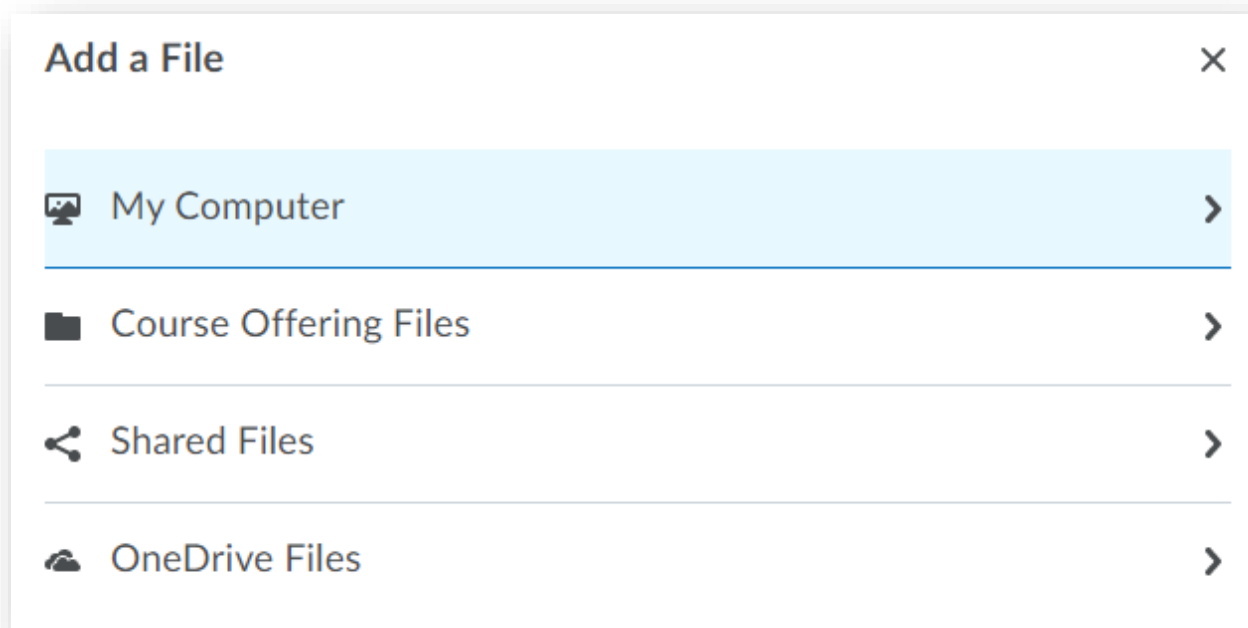 Add a File
My Computer
Course Offering Files
Shared Files
OneDrive Files